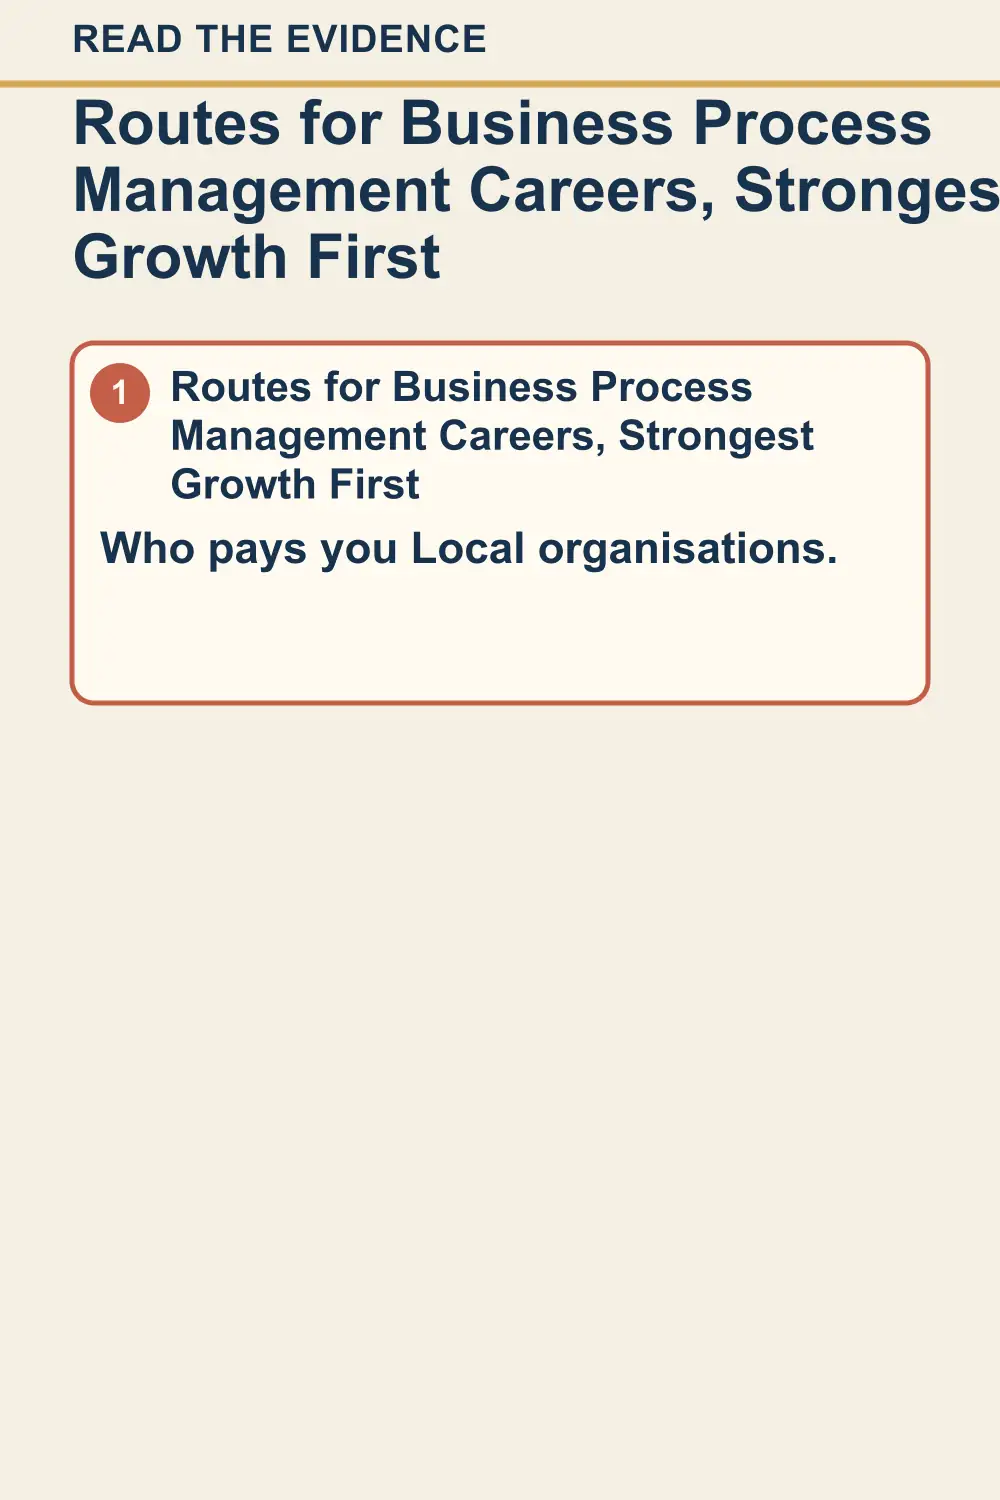 READ THE EVIDENCE
Routes for Business Process
Management Careers, Stronges
Growth First
1
Routes for Business Process
Management Careers, Strongest
Growth First
Who pays you Local organisations.